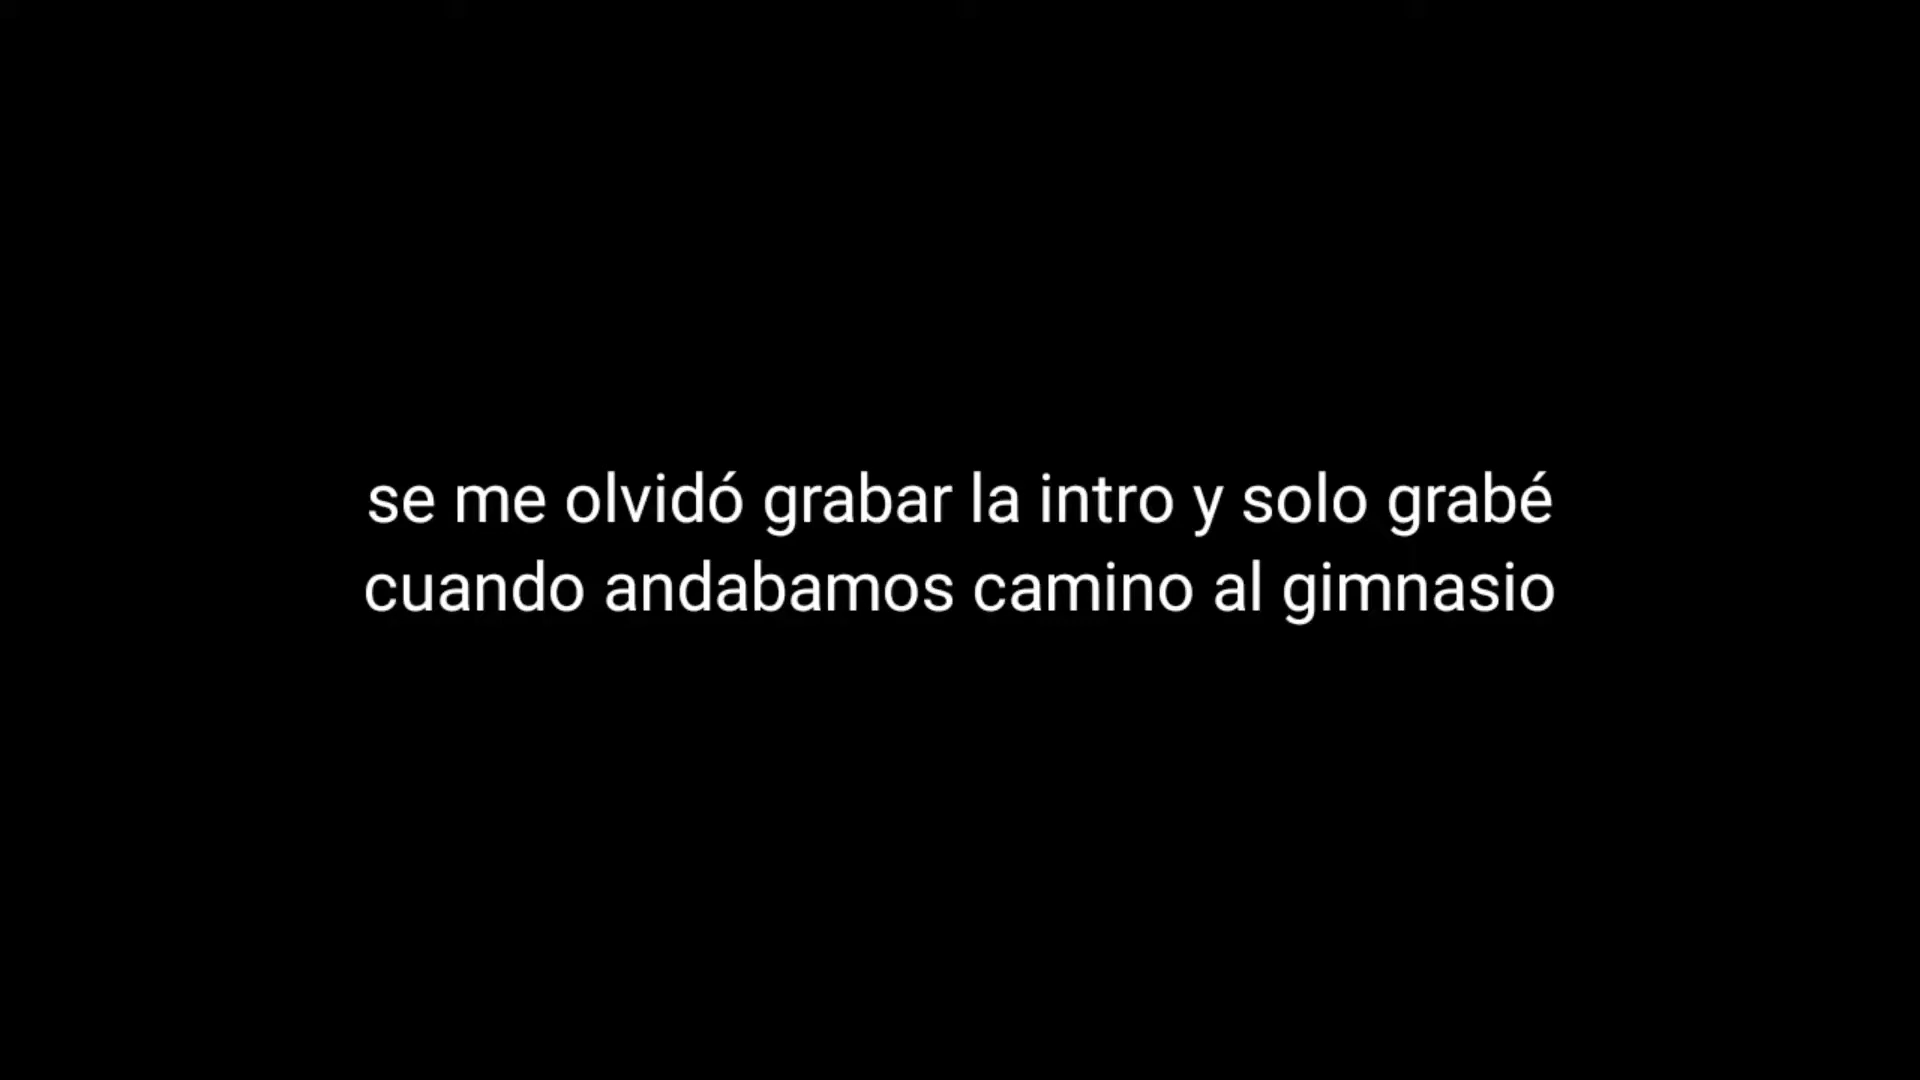 se me olvidó grabar la intro y solo grabé
cuando andabamos camino al gimnasio